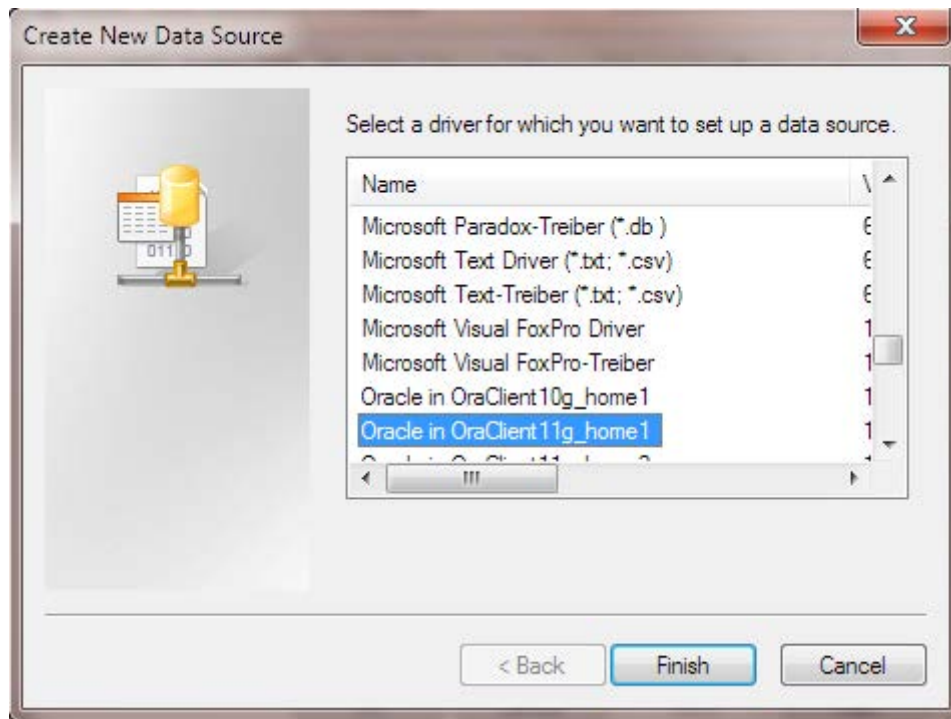 Create New Data Source
Select a driver for which you want to set up a data source.
Name
Microsoft Paradox-Treiber (*.db )
Microsoft Text Driver (*.txt; *.csv)
Microsoft Text-Treiber (*.txt; *.csv)
Microsoft Visual FoxPro Driver
Microsoft Visual FoxPro-Treiber
Oracle in OraClient10g_home1
Oracle in OraClient11g_home1
< Back
Finish
Cancel